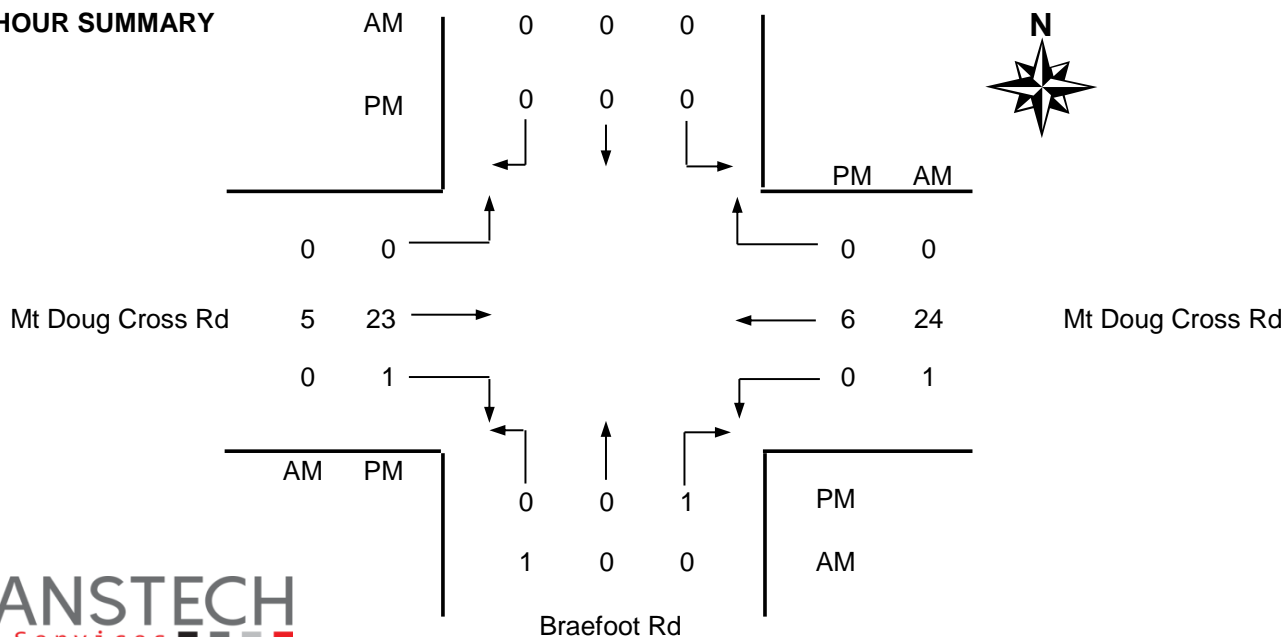 HOUR SUMMARY
AM 0 0 0
N
PM 0 0 0
PM AM
0 0 0 0
Mt Doug Cross Rd 5 23 6 24 Mt Doug Cross Rd
0 1 0 1
AM PM
0 0 1 PM
1 0 0 AM
ANSTECH
Services
Braefoot Rd